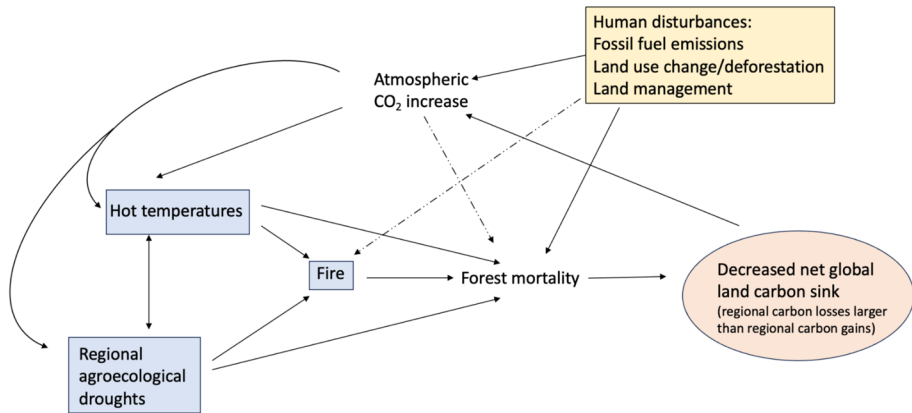 Human disturbances:
Fossil fuel emissions
Land use change/deforestation
Land management
Atmospheric
CO₂ increase
Hot temperatures
Fire
Forest mortality
Decreased net global
land carbon sink
(regional carbon losses larger
than regional carbon gains)
Regional
agroecological
droughts